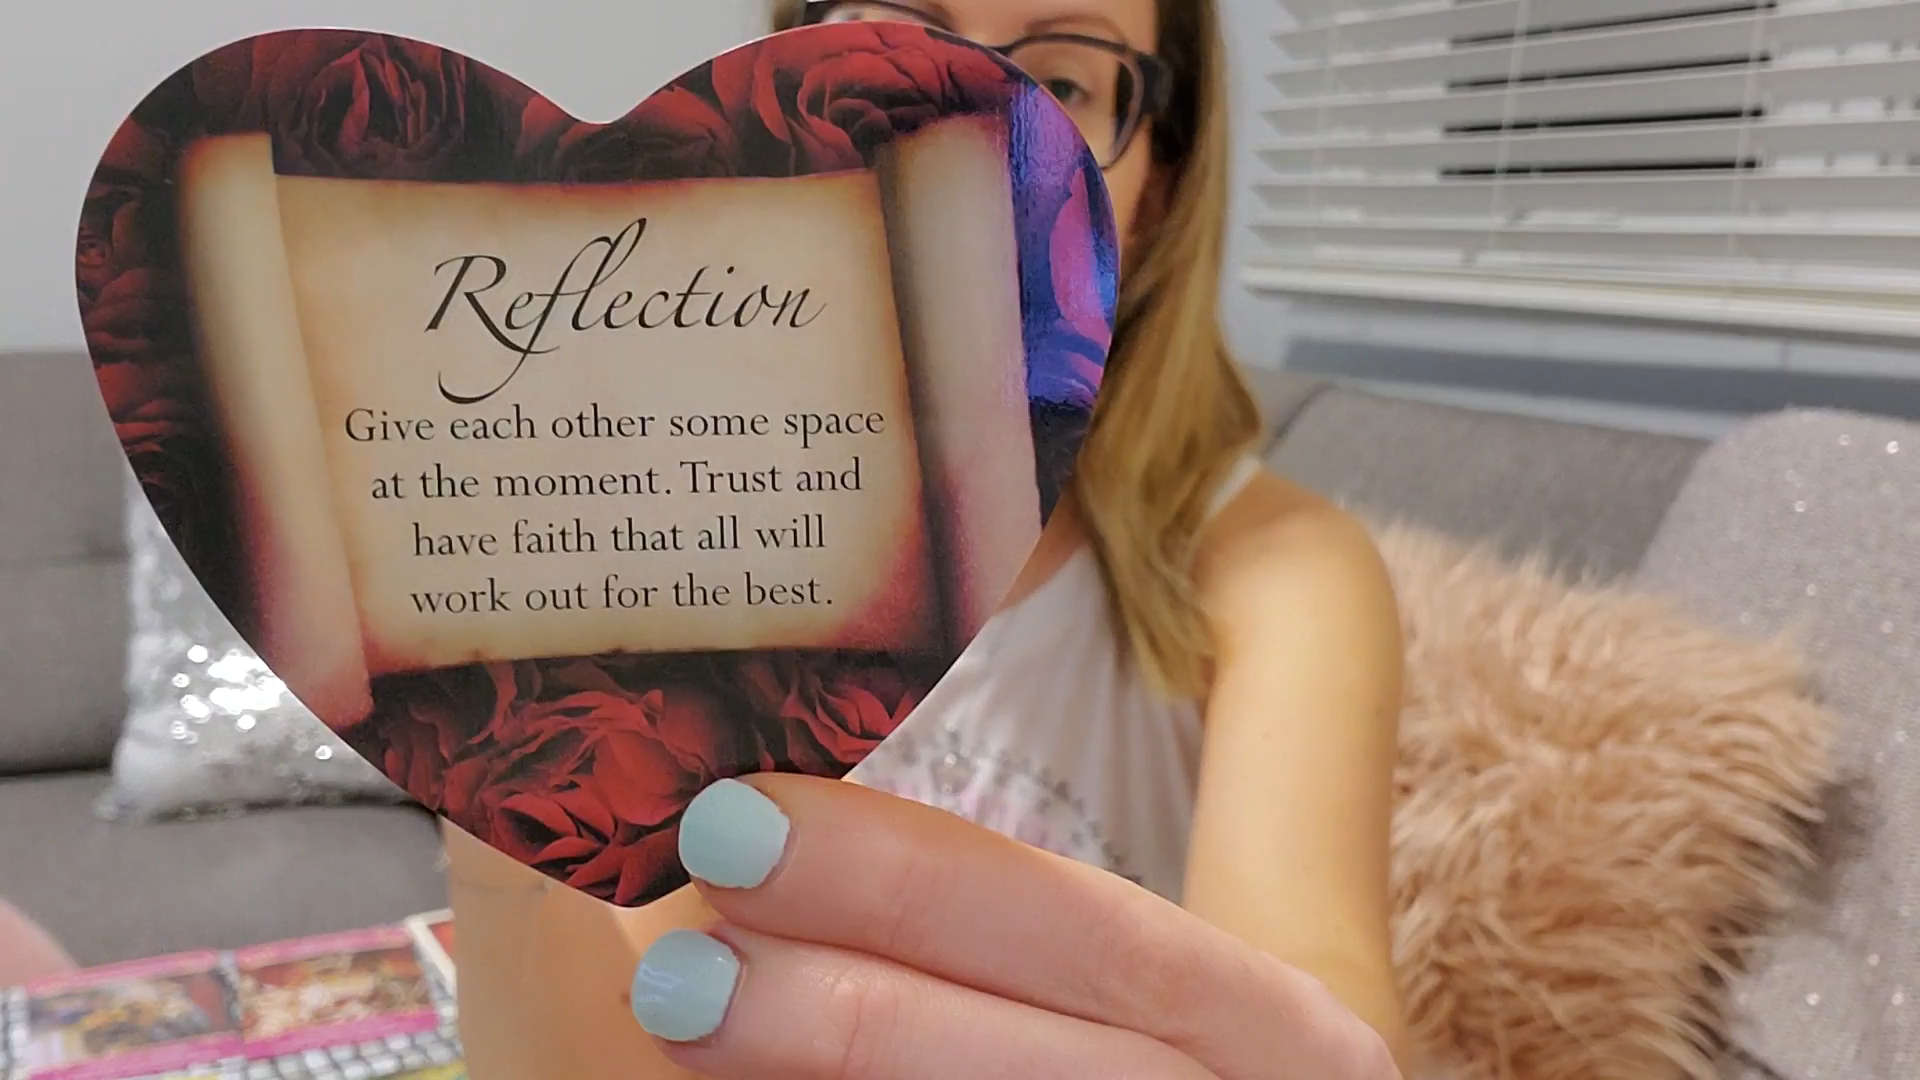 Reflection
Give each other some space
at the moment. Trust and
have faith that all will
work out for the best.